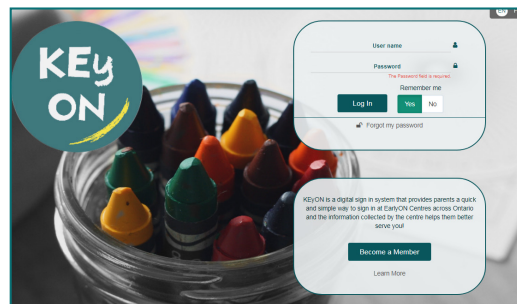 EN
KEy
ON
User name
Password
The Password field is required.
Remember me
Log In
Yes No
Forgot my password
KEyON is a digital sign in system that provides parents a quick
and simple way to sign in at EarlyON Centres across Ontario
and the information collected by the centre helps them better
serve you!
Become a Member
Learn More